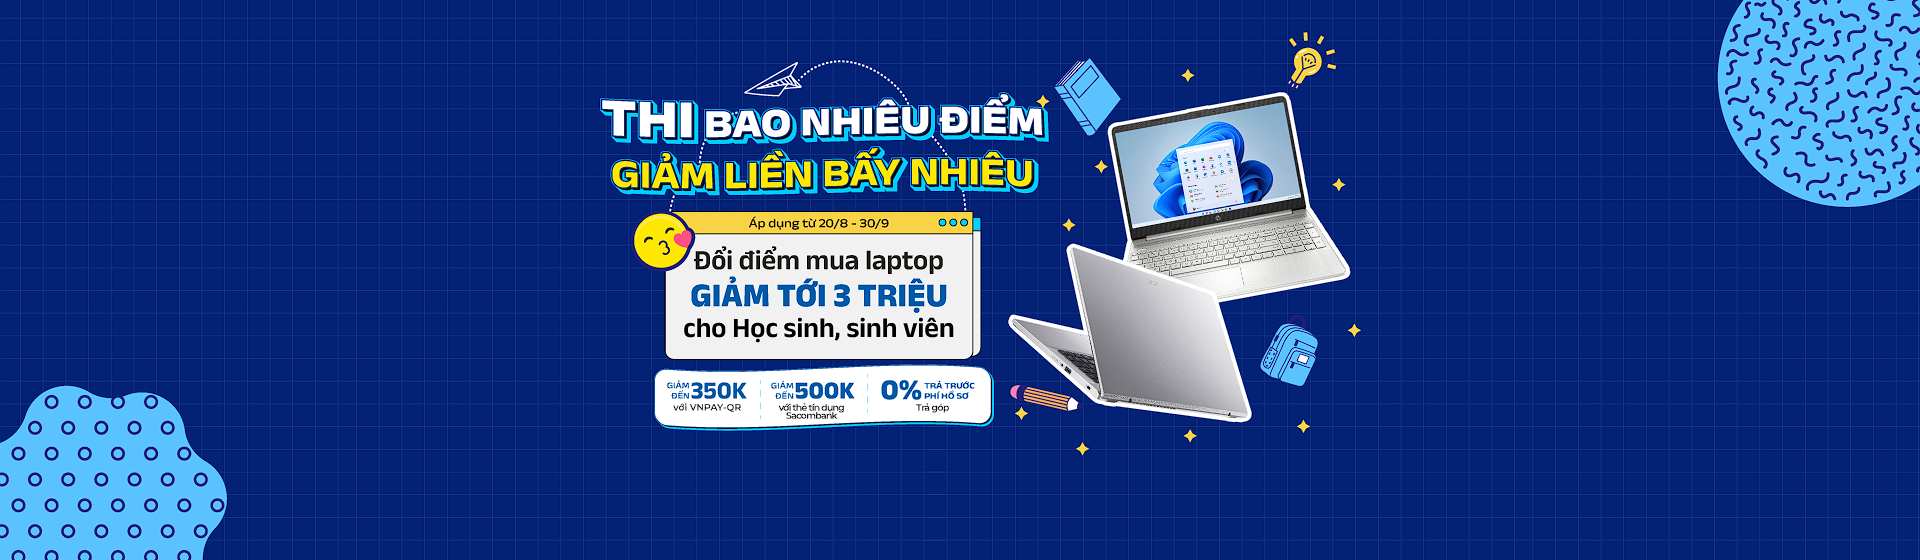 THI BAO NHIÊU ĐIỂM
GIẢM LIỀN BẤY NHIÊU
Áp dụng từ 20/8 - 30/9
Đổi điểm mua laptop
GIẢM TỚI 3 TRIỆU
cho Học sinh, sinh viên
GIẢM ĐẾN 350K
với VNPAY-QR
GIẢM ĐẾN 500K
với thẻ tín dụng
Sacombank
0% TRẢ TRƯỚC
PHÍ HỒ SƠ
Trả góp